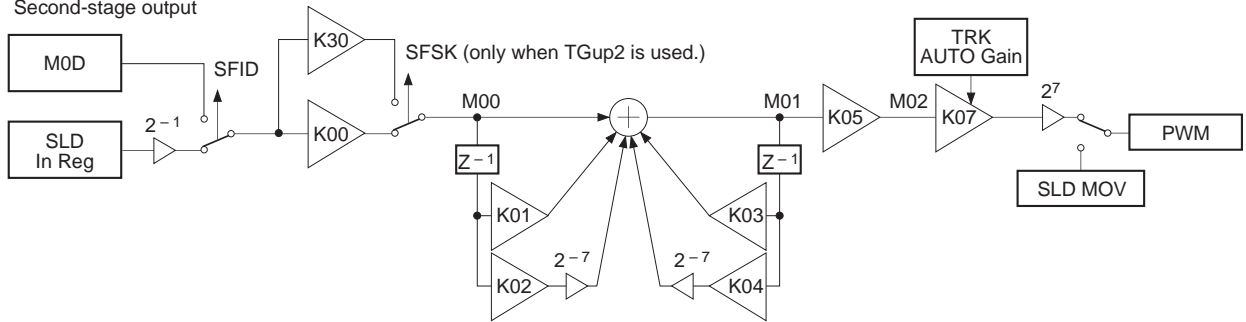 Second-stage output
M0D
SFID
K30
SFSK (only when TGup2 is used.)
TRK
AUTO Gain
SLD
In Reg
2⁻¹
K00
M00
M01
K05
M02
K07
2⁷
PWM
Z⁻¹
Z⁻¹
SLD MOV
K01
K03
K02
2⁻⁷
2⁻⁷
K04